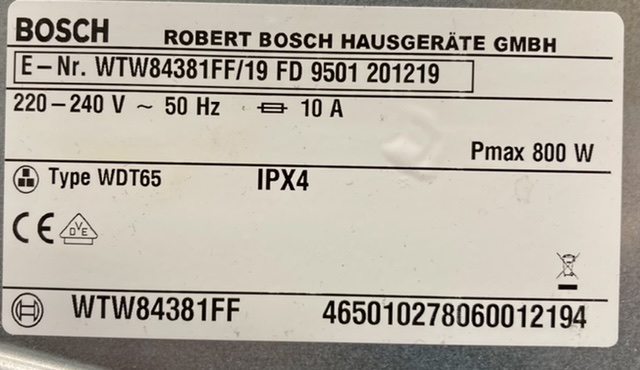 BOSCH
ROBERT BOSCH HAUSGERÄTE GMBH
E-Nr. WTW84381FF/19 FD 9501 201219
220-240 V ~ 50 Hz 10 A
Pmax 800 W
Type WDT65 IPX4
CE DVE
WTW84381FF 465010278060012194